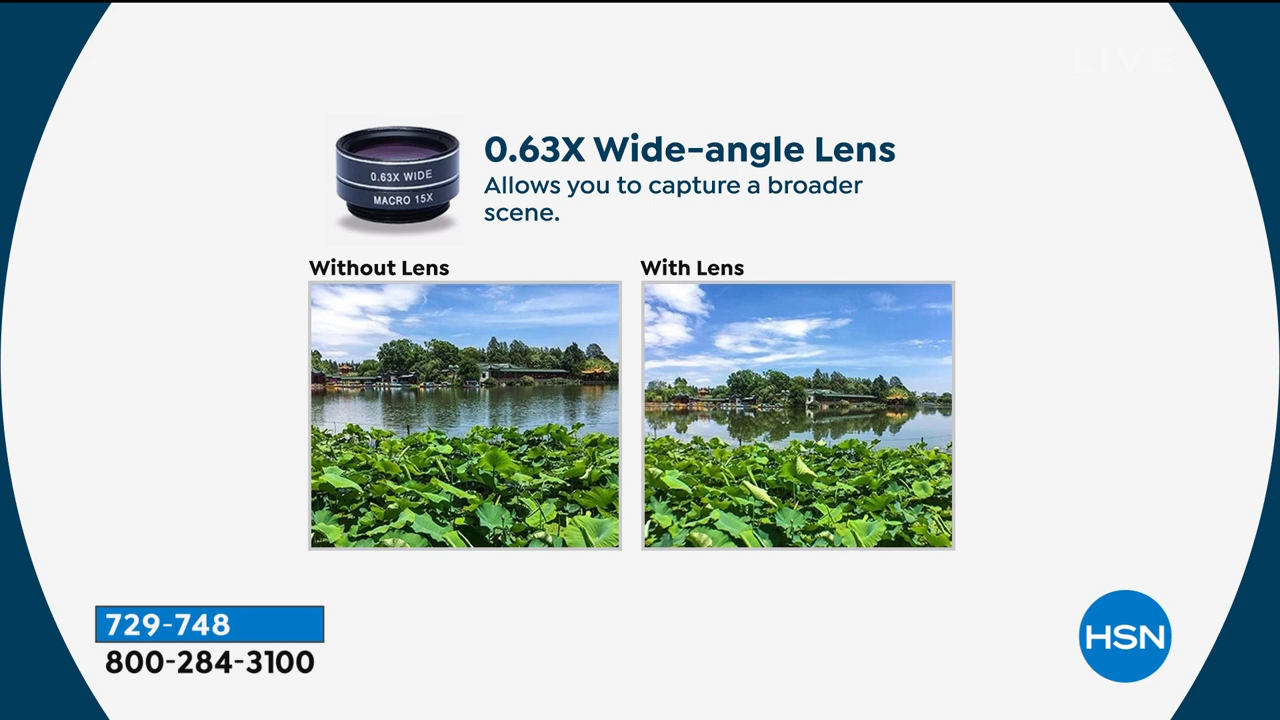 LIVE
0.63X WIDE
MACRO 15X
0.63X Wide-angle Lens
Allows you to capture a broader
scene.
Without Lens
With Lens
729-748
800-284-3100
HSN